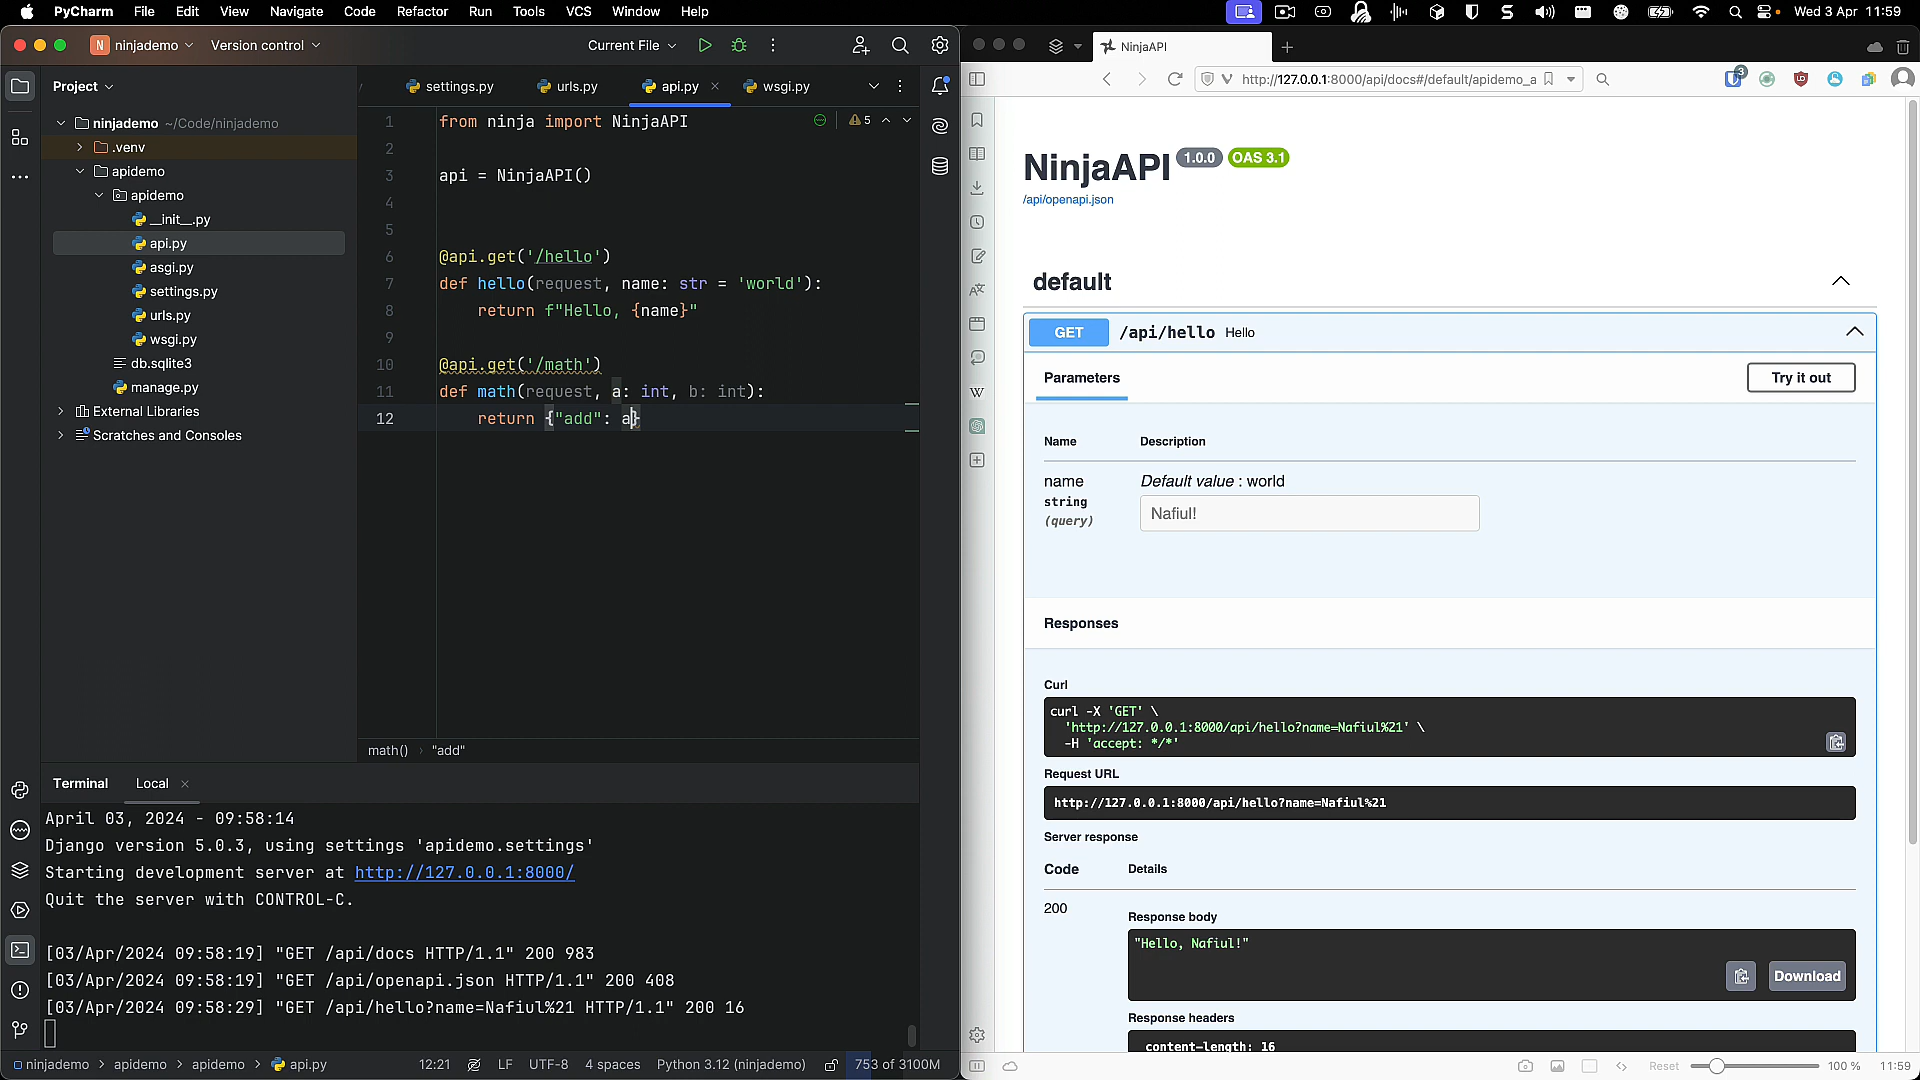 PyCharm File Edit View Navigate Code Refactor Run Tools VCS Window Help
Wed 3 Apr 11:59
N ninjademo Version control
Current File
NinjaAPI
Project
settings.py urls.py api.py wsgi.py
http://127.0.0.1:8000/api/docs#/default/apidemo_a
3
ninjademo ~/Code/ninjademo
.venv
apidemo
apidemo
__init__.py
api.py
asgi.py
settings.py
urls.py
wsgi.py
db.sqlite3
manage.py
External Libraries
Scratches and Consoles
5
1 from ninja import NinjaAPI
2
3 api = NinjaAPI()
4
5
6 @api.get('/hello')
7 def hello(request, name: str = 'world'):
8 return f"Hello, {name}"
9
10 @api.get('/math')
11 def math(request, a: int, b: int):
12 return {"add": a}
math() "add"
Terminal Local
April 03, 2024 - 09:58:14
Django version 5.0.3, using settings 'apidemo.settings'
Starting development server at http://127.0.0.1:8000/
Quit the server with CONTROL-C.
[03/Apr/2024 09:58:19] "GET /api/docs HTTP/1.1" 200 983
[03/Apr/2024 09:58:19] "GET /api/openapi.json HTTP/1.1" 200 408
[03/Apr/2024 09:58:29] "GET /api/hello?name=Nafiul%21 HTTP/1.1" 200 16
ninjademo apidemo apidemo api.py
12:21 LF UTF-8 4 spaces Python 3.12 (ninjademo) 753 of 3100M
NinjaAPI 1.0.0 OAS 3.1
/api/openapi.json
default
GET /api/hello Hello
Parameters
Try it out
Name Description
name
string
(query)
Default value : world
Nafiul!
Responses
Curl
curl -X 'GET' \
'http://127.0.0.1:8000/api/hello?name=Nafiul%21' \
-H 'accept: */*'
Request URL
http://127.0.0.1:8000/api/hello?name=Nafiul%21
Server response
Code Details
200
Response body
"Hello, Nafiul!"
Download
Response headers
content-length: 16
W
Reset 100 % 11:59